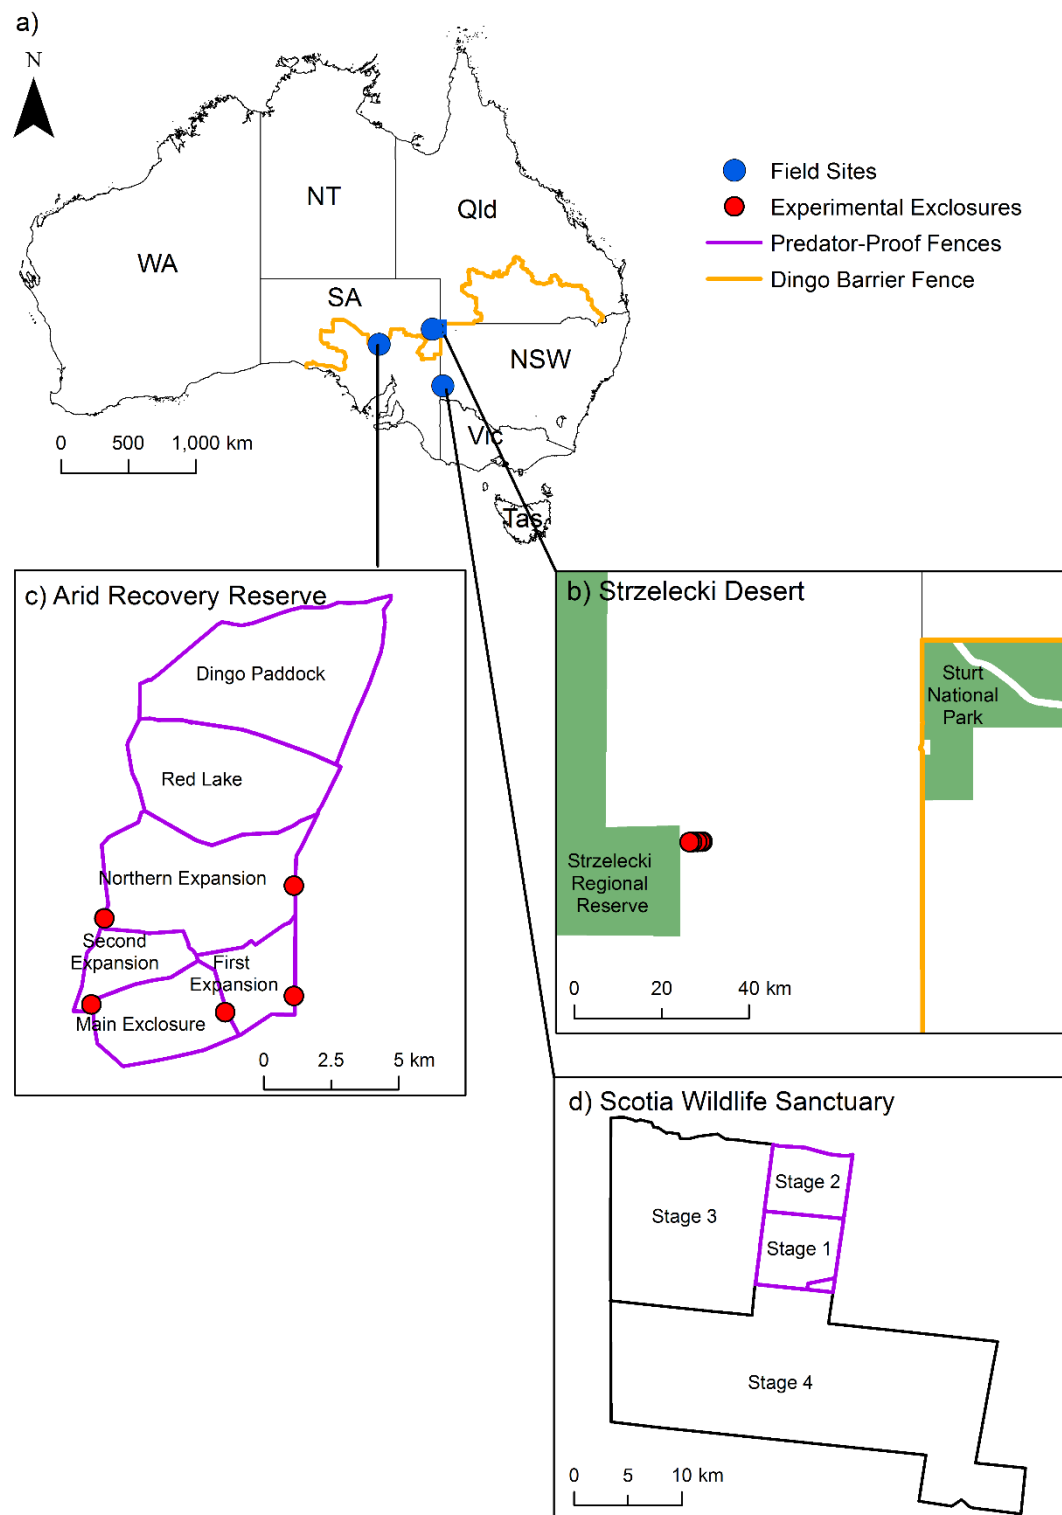 a)
N
NT
Qld
WA
SA
NSW
Vic
Tas
0 500 1,000 km
Field Sites
Experimental Exclosures
Predator-Proof Fences
Dingo Barrier Fence
c) Arid Recovery Reserve
Dingo Paddock
Red Lake
Northern Expansion
Second
Expansion
First
Expansion
Main Exclosure
0 2.5 5 km
b) Strzelecki Desert
Sturt
National
Park
Strzelecki
Regional
Reserve
0 20 40 km
d) Scotia Wildlife Sanctuary
Stage 2
Stage 3
Stage 1
Stage 4
0 5 10 km